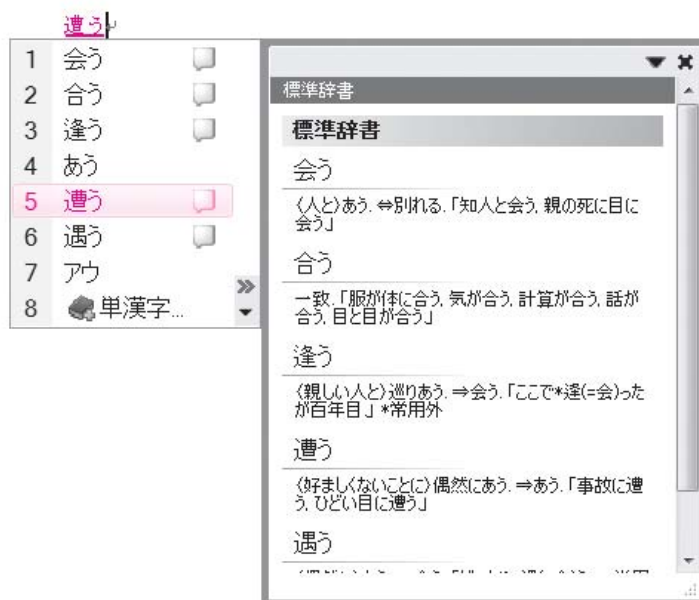 遭う
1 会う
2 合う
3 逢う
4 あう
5 遭う
6 遇う
7 アウ
8 単漢字...
標準辞書
標準辞書
会う
〈人と〉あう. ⇔別れる. 「知人と会う, 親の死に目に
会う」
合う
一致. 「服が体に合う, 気が合う, 計算が合う, 話が
合う, 目と目が合う」
逢う
〈親しい人と〉巡りあう. ⇒会う. 「ここで*逢(=会)った
が百年目」 *常用外
遭う
〈好ましくないことに〉偶然にあう. ⇒あう. 「事故に遭
う, ひどい目に遭う」
遇う